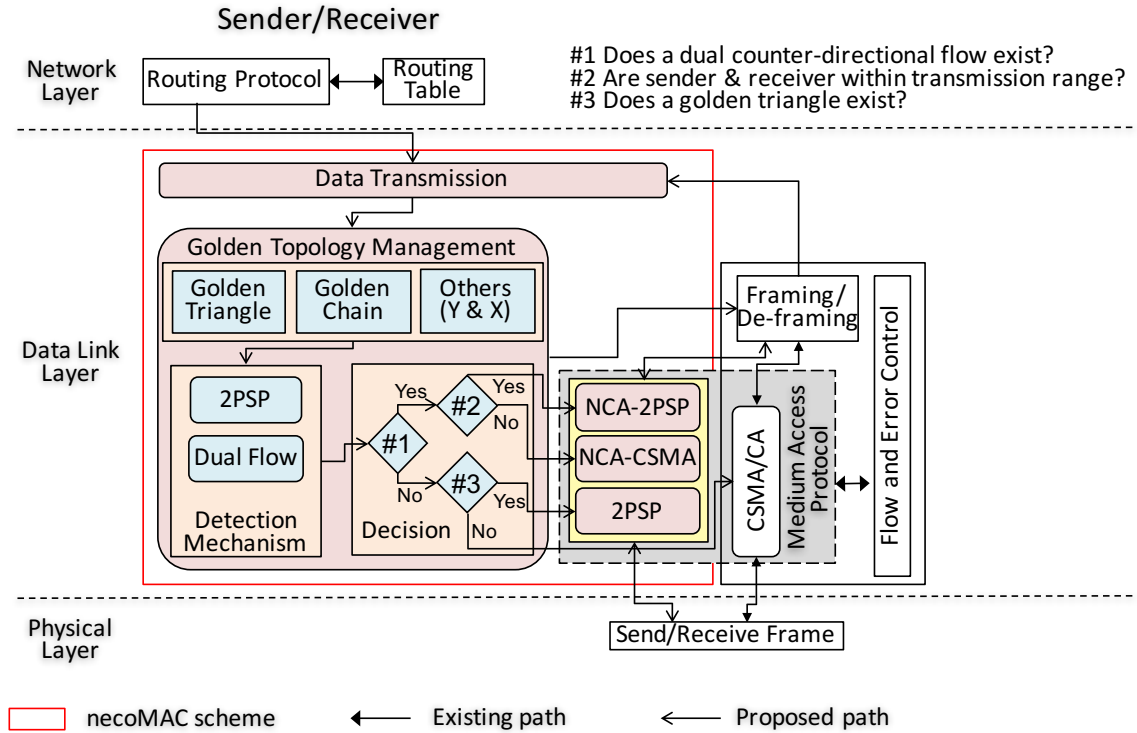 Sender/Receiver
Network
Layer
Routing Protocol
Routing
Table
#1 Does a dual counter-directional flow exist?
#2 Are sender & receiver within transmission range?
#3 Does a golden triangle exist?
Data Transmission
Golden Topology Management
Golden
Triangle
Golden
Chain
Others
(Y & X)
Framing/
De-framing
Data Link
Layer
2PSP
Dual Flow
Detection
Mechanism
#1
Yes
No
#2
Yes
No
#3
Yes
No
Decision
NCA-2PSP
NCA-CSMA
2PSP
CSMA/CA
Medium Access
Protocol
Flow and Error Control
Physical
Layer
Send/Receive Frame
necoMAC scheme
Existing path
Proposed path